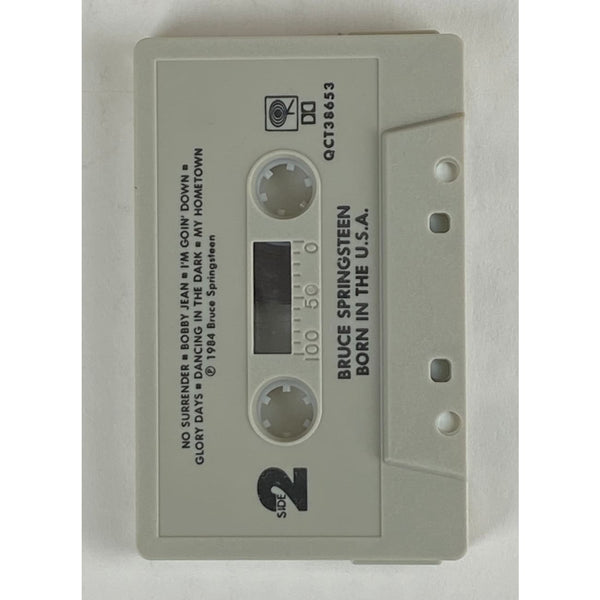 NO SURRENDER ■ BOBBY JEAN ■ I'M GOIN' DOWN ■
GLORY DAYS ■ DANCING IN THE DARK ■ MY HOMETOWN
℗ 1984 Bruce Springsteen
SIDE
2
100 50 0
QCT38653
BRUCE SPRINGSTEEN
BORN IN THE U.S.A.